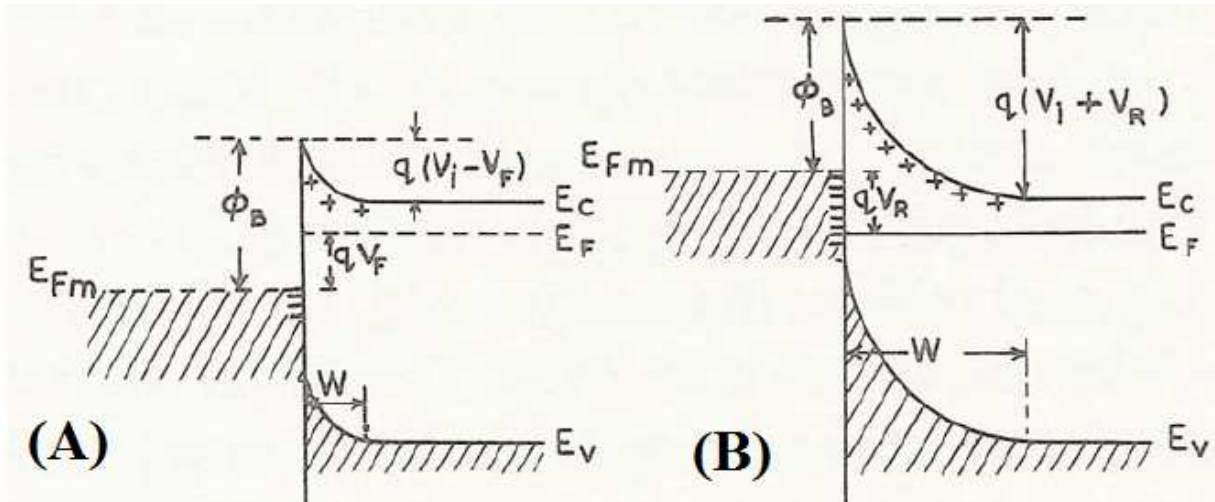 ϕB
q(Vi-VF)
EC
EF
qVF
EFm
W
EV
(A)
ϕB
q(Vi+VR)
EFm
qVR
EC
EF
W
EV
(B)